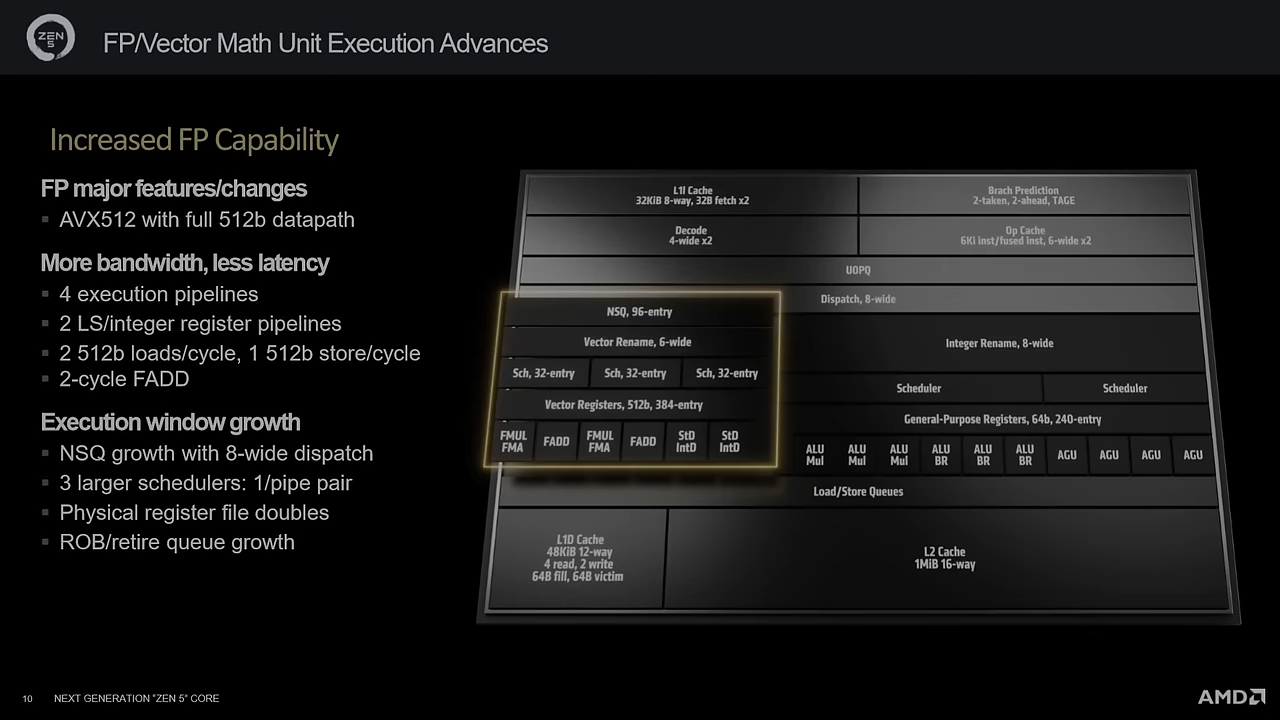 ZEN
5
FP/Vector Math Unit Execution Advances
Increased FP Capability
FP major features/changes
AVX512 with full 512b datapath
More bandwidth, less latency
4 execution pipelines
2 LS/integer register pipelines
2 512b loads/cycle, 1 512b store/cycle
2-cycle FADD
Execution window growth
NSQ growth with 8-wide dispatch
3 larger schedulers: 1/pipe pair
Physical register file doubles
ROB/retire queue growth
L1I Cache
32KiB 8-way, 32B fetch x2
Brach Prediction
2-taken, 2-ahead, TAGE
Decode
4-wide x2
Op Cache
6Ki inst/fused inst, 6-wide x2
UOPQ
Dispatch, 8-wide
NSQ, 96-entry
Vector Rename, 6-wide
Sch, 32-entry
Sch, 32-entry
Sch, 32-entry
Vector Registers, 512b, 384-entry
FMUL
FMA
FADD
FMUL
FMA
FADD
StD
IntD
StD
IntD
Integer Rename, 8-wide
Scheduler
Scheduler
General-Purpose Registers, 64b, 240-entry
ALU
Mul
ALU
Mul
ALU
Mul
ALU
BR
ALU
BR
ALU
BR
AGU
AGU
AGU
AGU
Load/Store Queues
L1D Cache
48KiB 12-way
4 read, 2 write
64B fill, 64B victim
L2 Cache
1MiB 16-way
10
NEXT GENERATION "ZEN 5" CORE
AMD